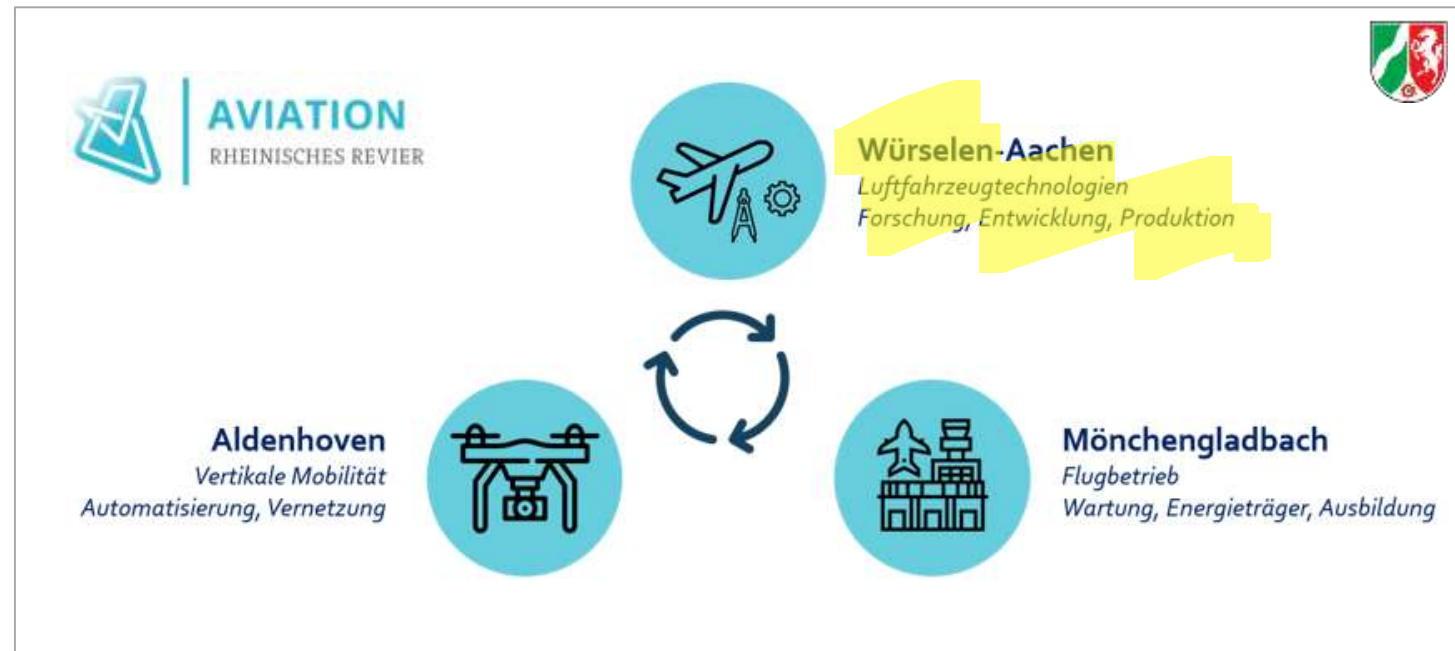 AVIATION
RHEINISCHES REVIER
Würselen-Aachen
Luftfahrzeugtechnologien
Forschung, Entwicklung, Produktion
Aldenhoven
Vertikale Mobilität
Automatisierung, Vernetzung
Mönchengladbach
Flugbetrieb
Wartung, Energieträger, Ausbildung